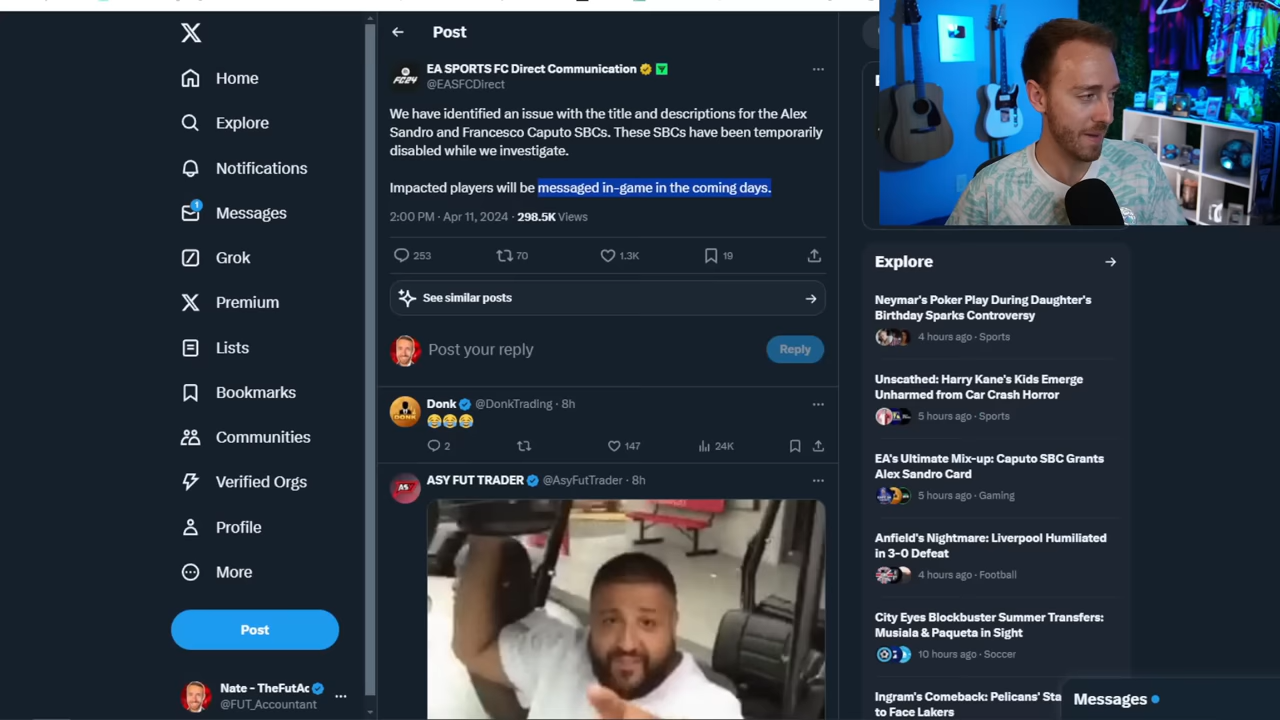 Home
Explore
Notifications
1
Messages
Grok
Premium
Lists
Bookmarks
Communities
Verified Orgs
Profile
More
Post
Nate - TheFutAc
@FUT_Accountant
Post
FC24
EA SPORTS FC Direct Communication
@EASFCDirect
We have identified an issue with the title and descriptions for the Alex
Sandro and Francesco Caputo SBCs. These SBCs have been temporarily
disabled while we investigate.
Impacted players will be messaged in-game in the coming days.
2:00 PM · Apr 11, 2024 · 298.5K Views
253 70 1.3K 19
See similar posts
Post your reply
Reply
Donk @DonkTrading · 8h
😂😂😂
2 147 24K
ASY FUT TRADER @AsyFutTrader · 8h
Explore
Neymar's Poker Play During Daughter's
Birthday Sparks Controversy
4 hours ago · Sports
Unscathed: Harry Kane's Kids Emerge
Unharmed from Car Crash Horror
5 hours ago · Sports
EA's Ultimate Mix-up: Caputo SBC Grants
Alex Sandro Card
5 hours ago · Gaming
Anfield's Nightmare: Liverpool Humiliated
in 3-0 Defeat
4 hours ago · Football
City Eyes Blockbuster Summer Transfers:
Musiala & Paqueta in Sight
10 hours ago · Soccer
Ingram's Comeback: Pelicans' Sta
to Face Lakers
Messages